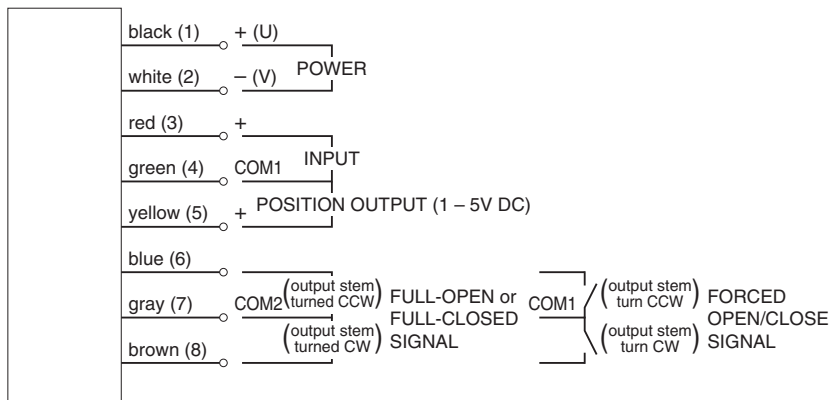 black (1) + (U)
POWER
white (2) – (V)
red (3) +
INPUT
green (4) COM1
POSITION OUTPUT (1 – 5V DC)
yellow (5) +
blue (6)
gray (7) COM2
brown (8)
(output stem
turned CCW)
(output stem
turned CW)
FULL-OPEN or
FULL-CLOSED
SIGNAL
COM1
(output stem
turn CCW)
(output stem
turn CW)
FORCED
OPEN/CLOSE
SIGNAL